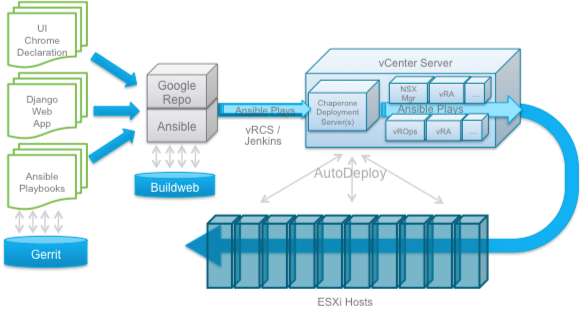 UI
Chrome
Declaration
Django
Web
App
Ansible
Playbooks
Gerrit
Google
Repo
Ansible
Buildweb
Ansible Plays
vRCS /
Jenkins
vCenter Server
Chaperone
Deployment
Server(s)
NSX
Mgr
vRA
...
Ansible Plays
vROps
vRA
...
AutoDeploy
ESXi Hosts